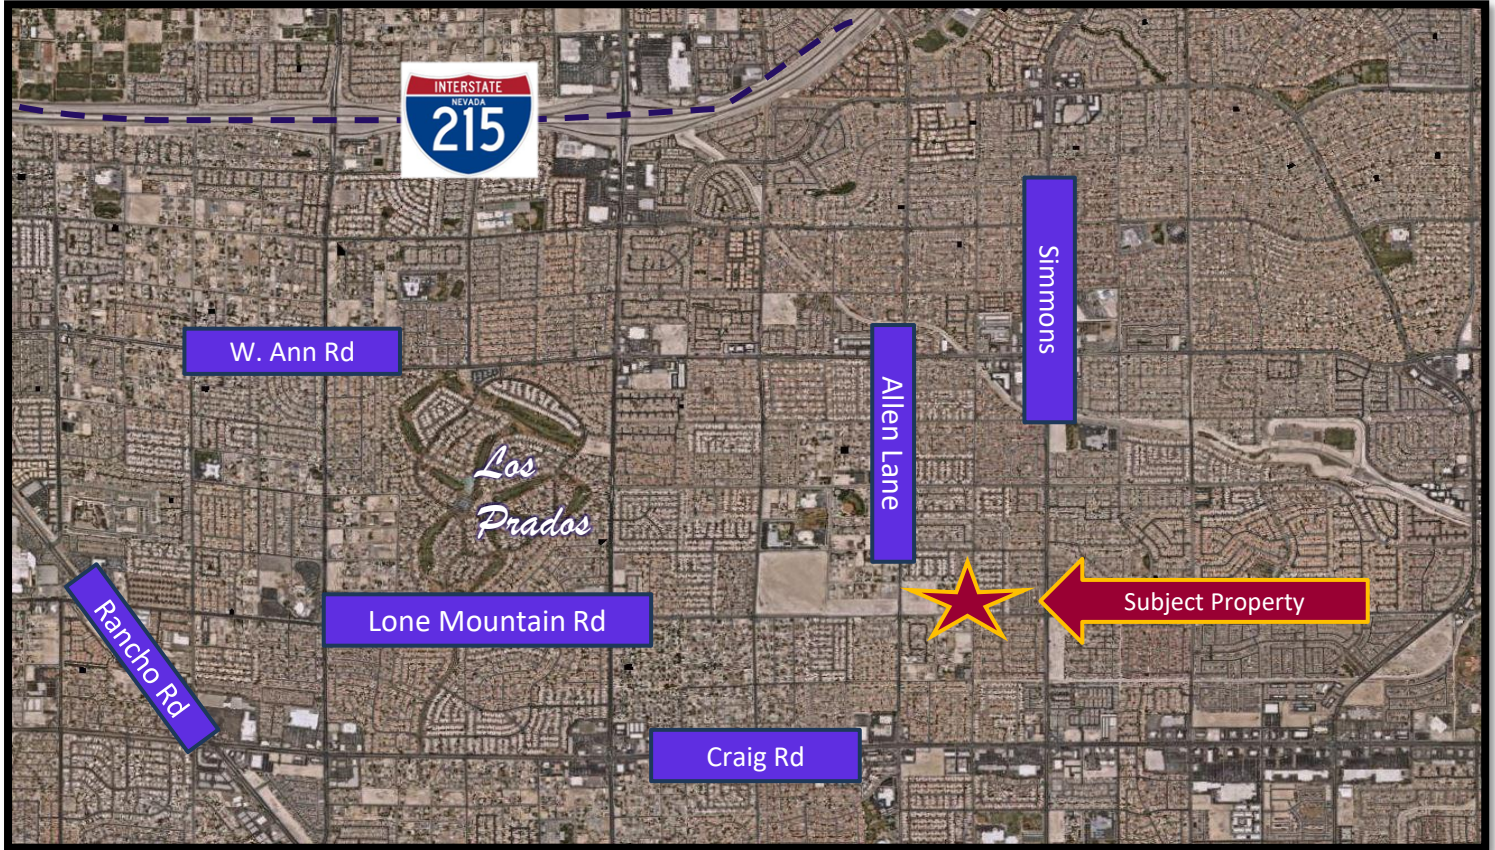 INTERSTATE
NEVADA
215
Simmons
W. Ann Rd
Allen Lane
Los
Prados
Subject Property
Lone Mountain Rd
Rancho Rd
Craig Rd